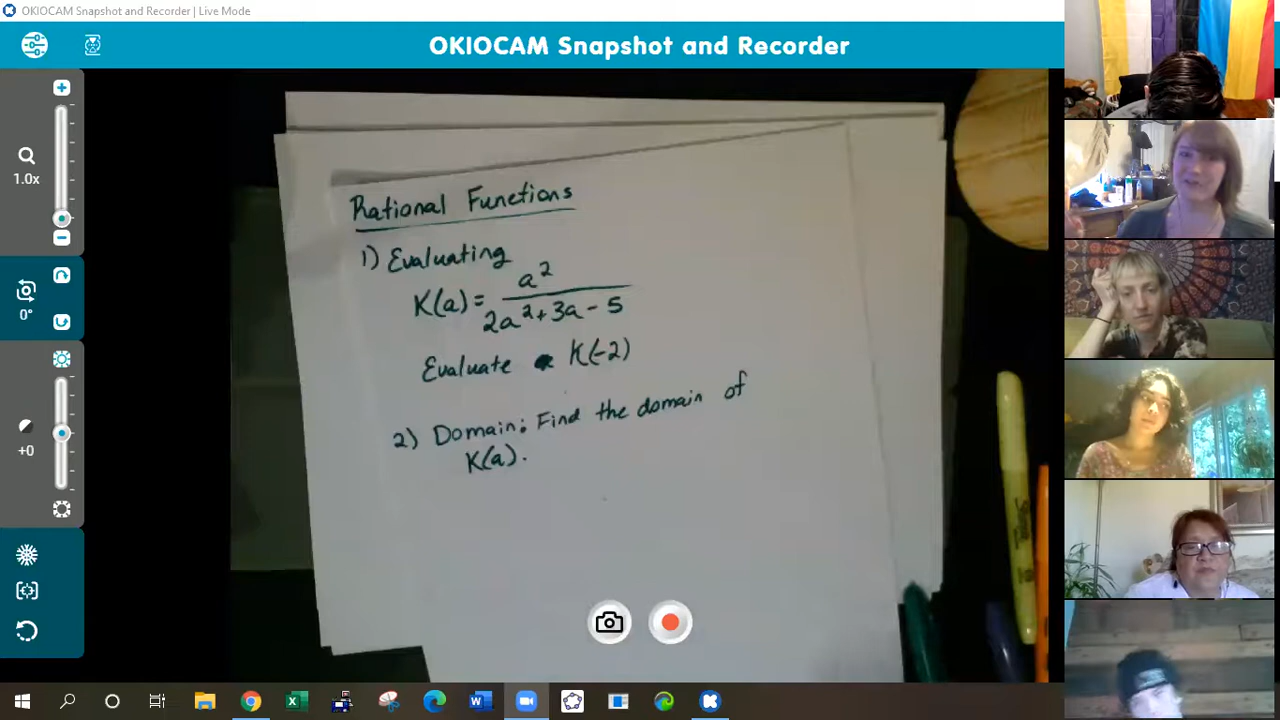 OKIOCAM Snapshot and Recorder | Live Mode
OKIOCAM Snapshot and Recorder
1.0x
0°
+0
Rational Functions
1) Evaluating
K(a) = a² / 2a² + 3a - 5
Evaluate K(-2)
2) Domain: Find the domain of
K(a).